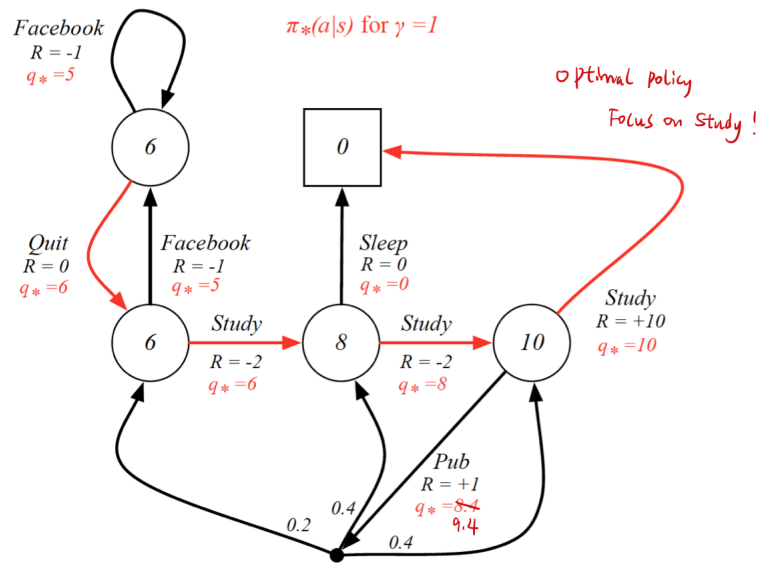 Facebook
R = -1
q* =5
π*(a|s) for γ =1
optimal policy
Focus on Study!
6
0
Quit
R = 0
q* =6
Facebook
R = -1
q* =5
Sleep
R = 0
q* =0
6
Study
R = -2
q* =6
8
Study
R = -2
q* =8
10
Study
R = +10
q* =10
Pub
R = +1
q* =8.4
9.4
0.2
0.4
0.4